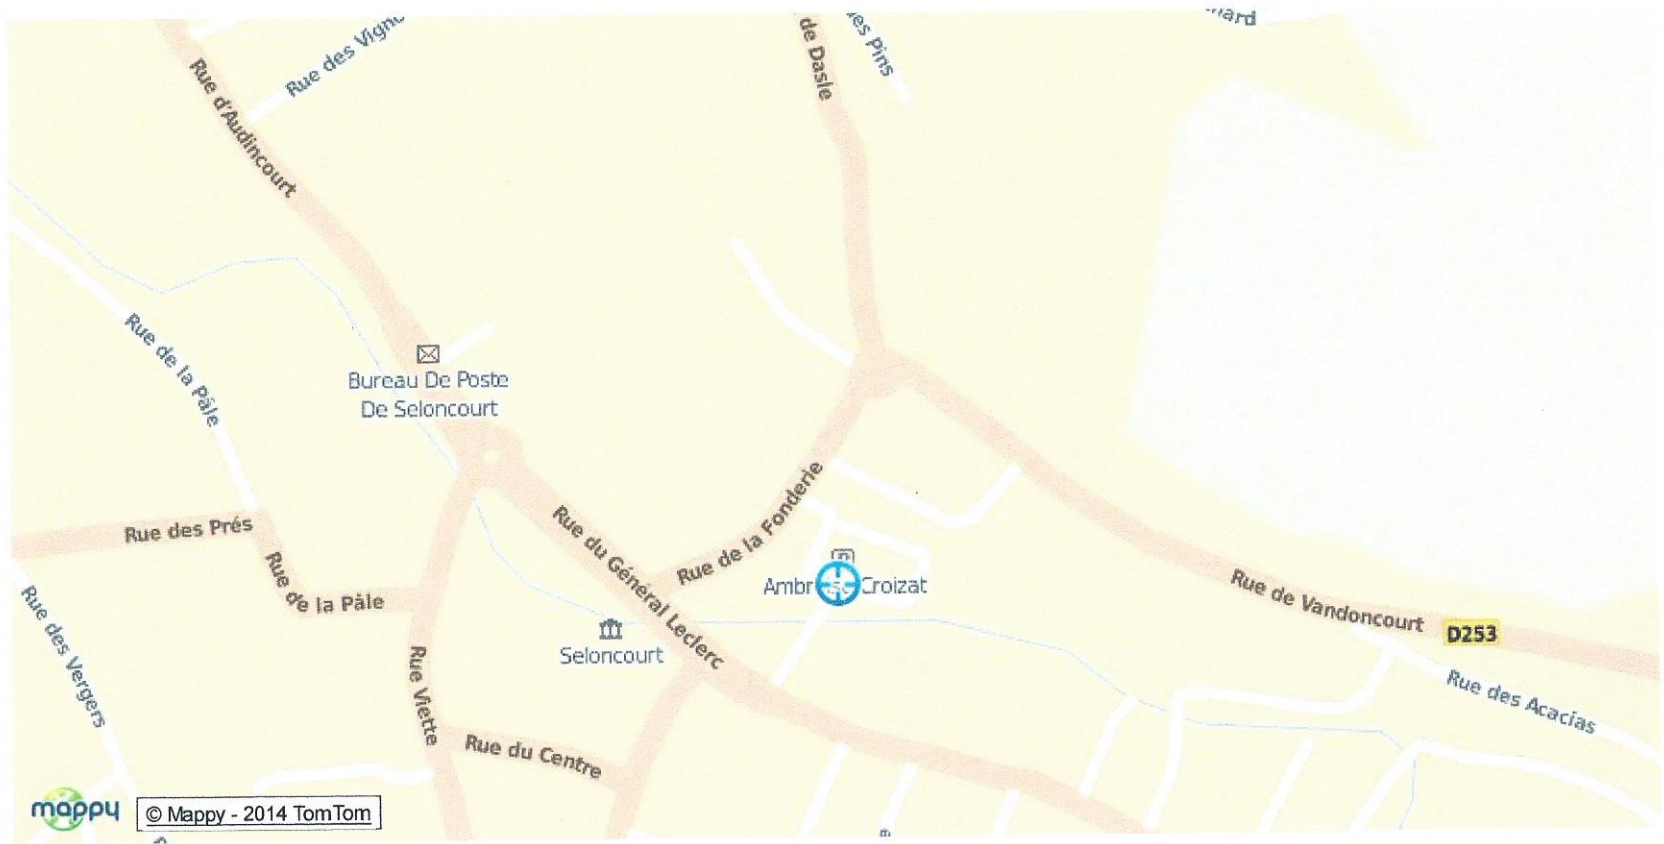 Rue des Vigno
de Dasle
es Pins
Rue d'Audincourt
Rue de la Pâle
Bureau De Poste
De Seloncourt
Rue des Prés
Rue de la Pâle
Rue du Général Leclerc
Rue de la Fonderie
Croizat
Rue de Vandoncourt
D253
Seloncourt
Rue des Vergers
Rue Viette
Rue du Centre
Rue des Acacias
mappy
© Mappy - 2014 TomTom